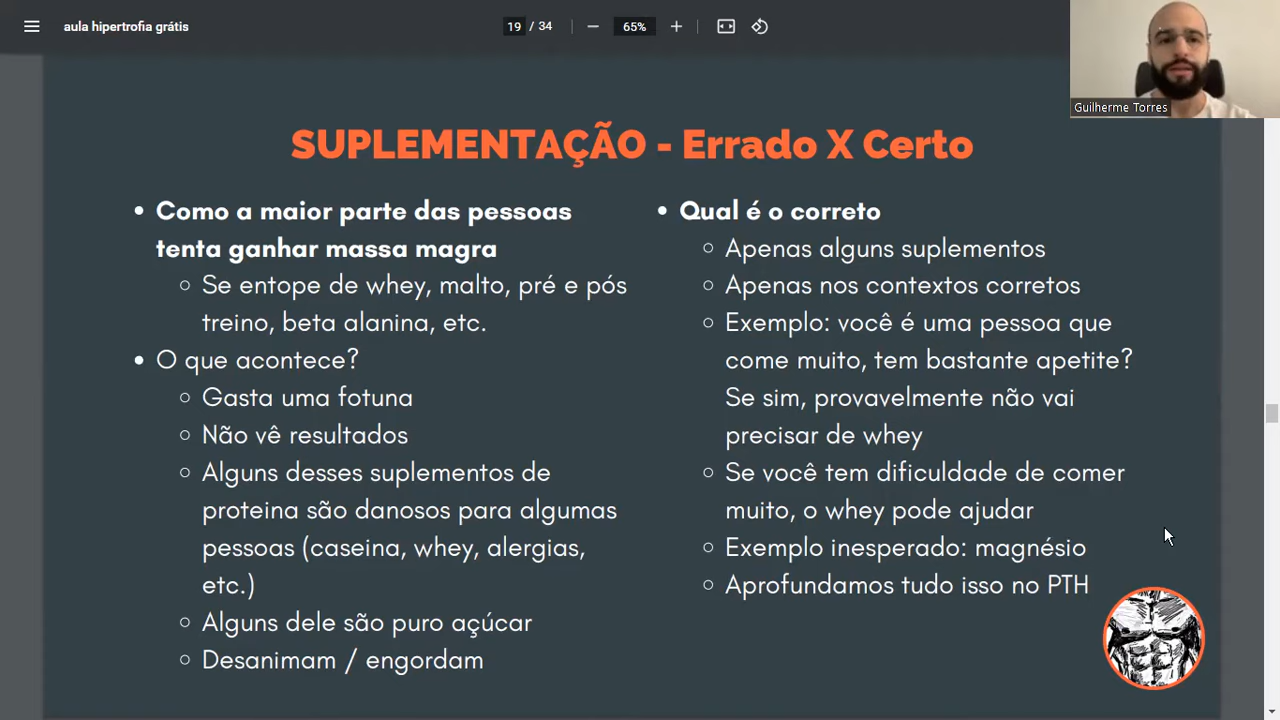 aula hipertrofia grátis
19 / 34
65%
Guilherme Torres
SUPLEMENTAÇÃO - Errado X Certo
Como a maior parte das pessoas
tenta ganhar massa magra
Se entope de whey, malto, pré e pós
treino, beta alanina, etc.
O que acontece?
Gasta uma fotuna
Não vê resultados
Alguns desses suplementos de
proteina são danosos para algumas
pessoas (caseina, whey, alergias,
etc.)
Alguns dele são puro açúcar
Desanimam / engordam
Qual é o correto
Apenas alguns suplementos
Apenas nos contextos corretos
Exemplo: você é uma pessoa que
come muito, tem bastante apetite?
Se sim, provavelmente não vai
precisar de whey
Se você tem dificuldade de comer
muito, o whey pode ajudar
Exemplo inesperado: magnésio
Aprofundamos tudo isso no PTH